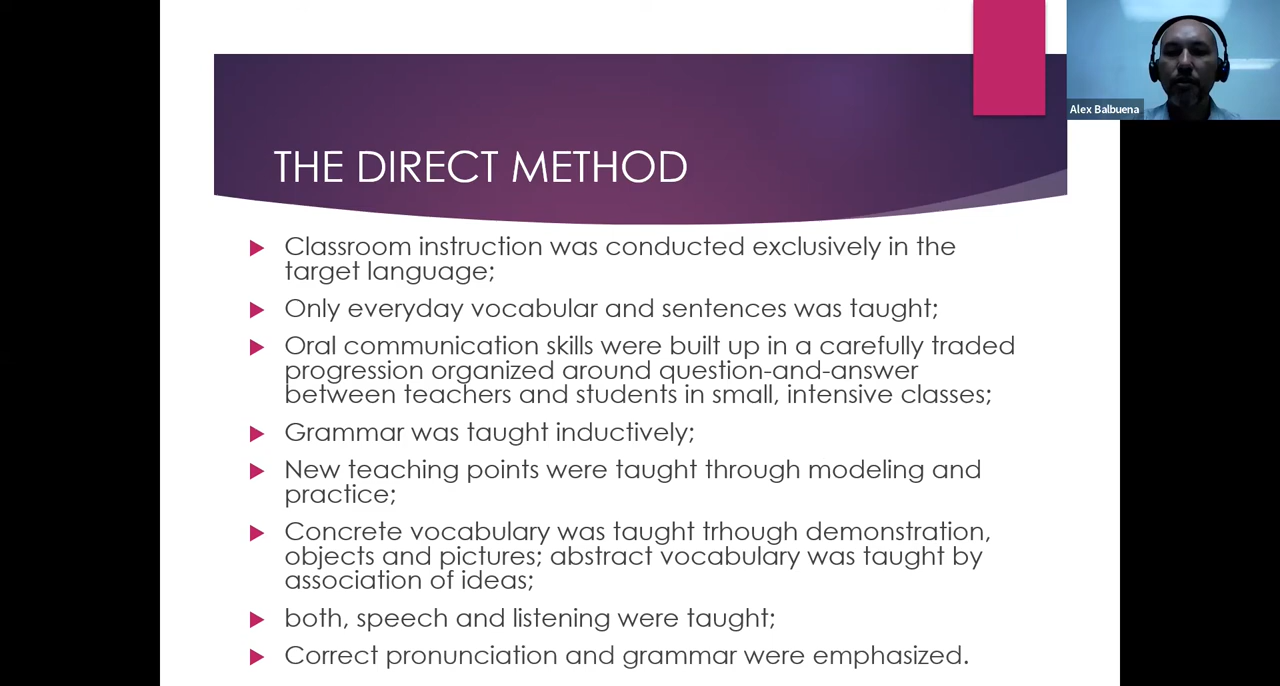 Alex Balbuena
THE DIRECT METHOD
Classroom instruction was conducted exclusively in the
target language;
Only everyday vocabular and sentences was taught;
Oral communication skills were built up in a carefully traded
progression organized around question-and-answer
between teachers and students in small, intensive classes;
Grammar was taught inductively;
New teaching points were taught through modeling and
practice;
Concrete vocabulary was taught trhough demonstration,
objects and pictures; abstract vocabulary was taught by
association of ideas;
both, speech and listening were taught;
Correct pronunciation and grammar were emphasized.